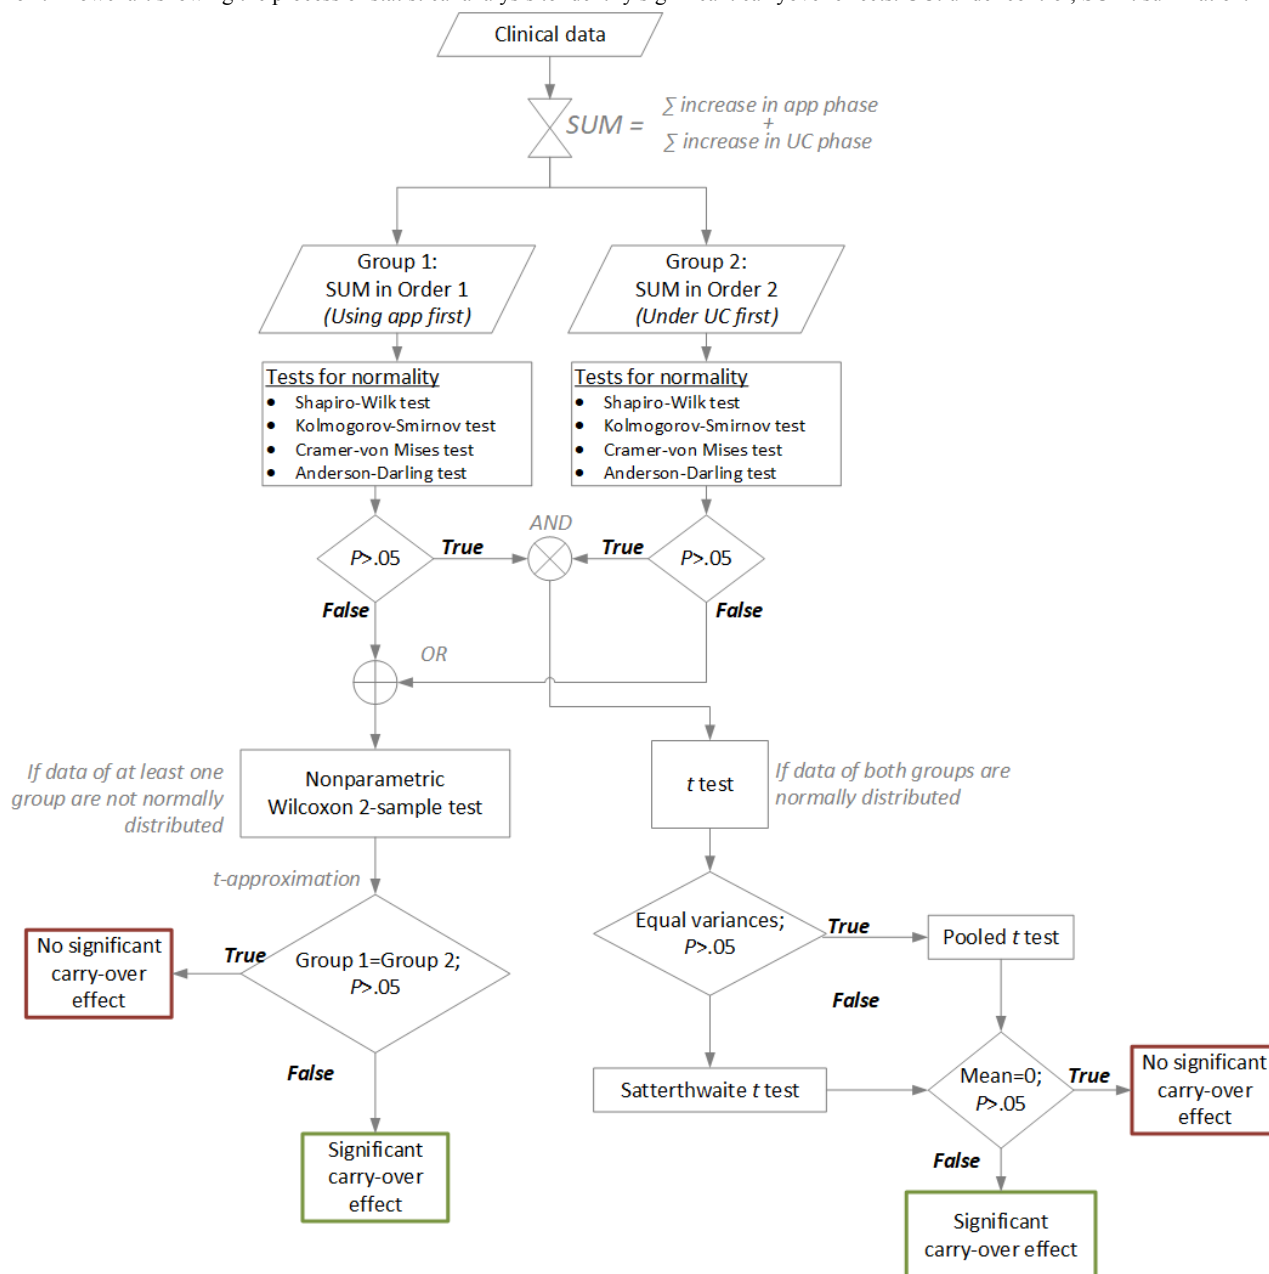 Clinical data
SUM =
∑ increase in app phase
+
∑ increase in UC phase
Group 1:
SUM in Order 1
(Using app first)
Group 2:
SUM in Order 2
(Under UC first)
Tests for normality
● Shapiro-Wilk test
● Kolmogorov-Smirnov test
● Cramer-von Mises test
● Anderson-Darling test
Tests for normality
● Shapiro-Wilk test
● Kolmogorov-Smirnov test
● Cramer-von Mises test
● Anderson-Darling test
P>.05
True
AND
True
P>.05
False
False
OR
If data of at least one
group are not normally
distributed
Nonparametric
Wilcoxon 2-sample test
t test
If data of both groups are
normally distributed
t-approximation
No significant
carry-over
effect
True
Group 1=Group 2;
P>.05
False
Significant
carry-over
effect
Equal variances;
P>.05
True
Pooled t test
False
Satterthwaite t test
Mean=0;
P>.05
True
No significant
carry-over
effect
False
Significant
carry-over effect